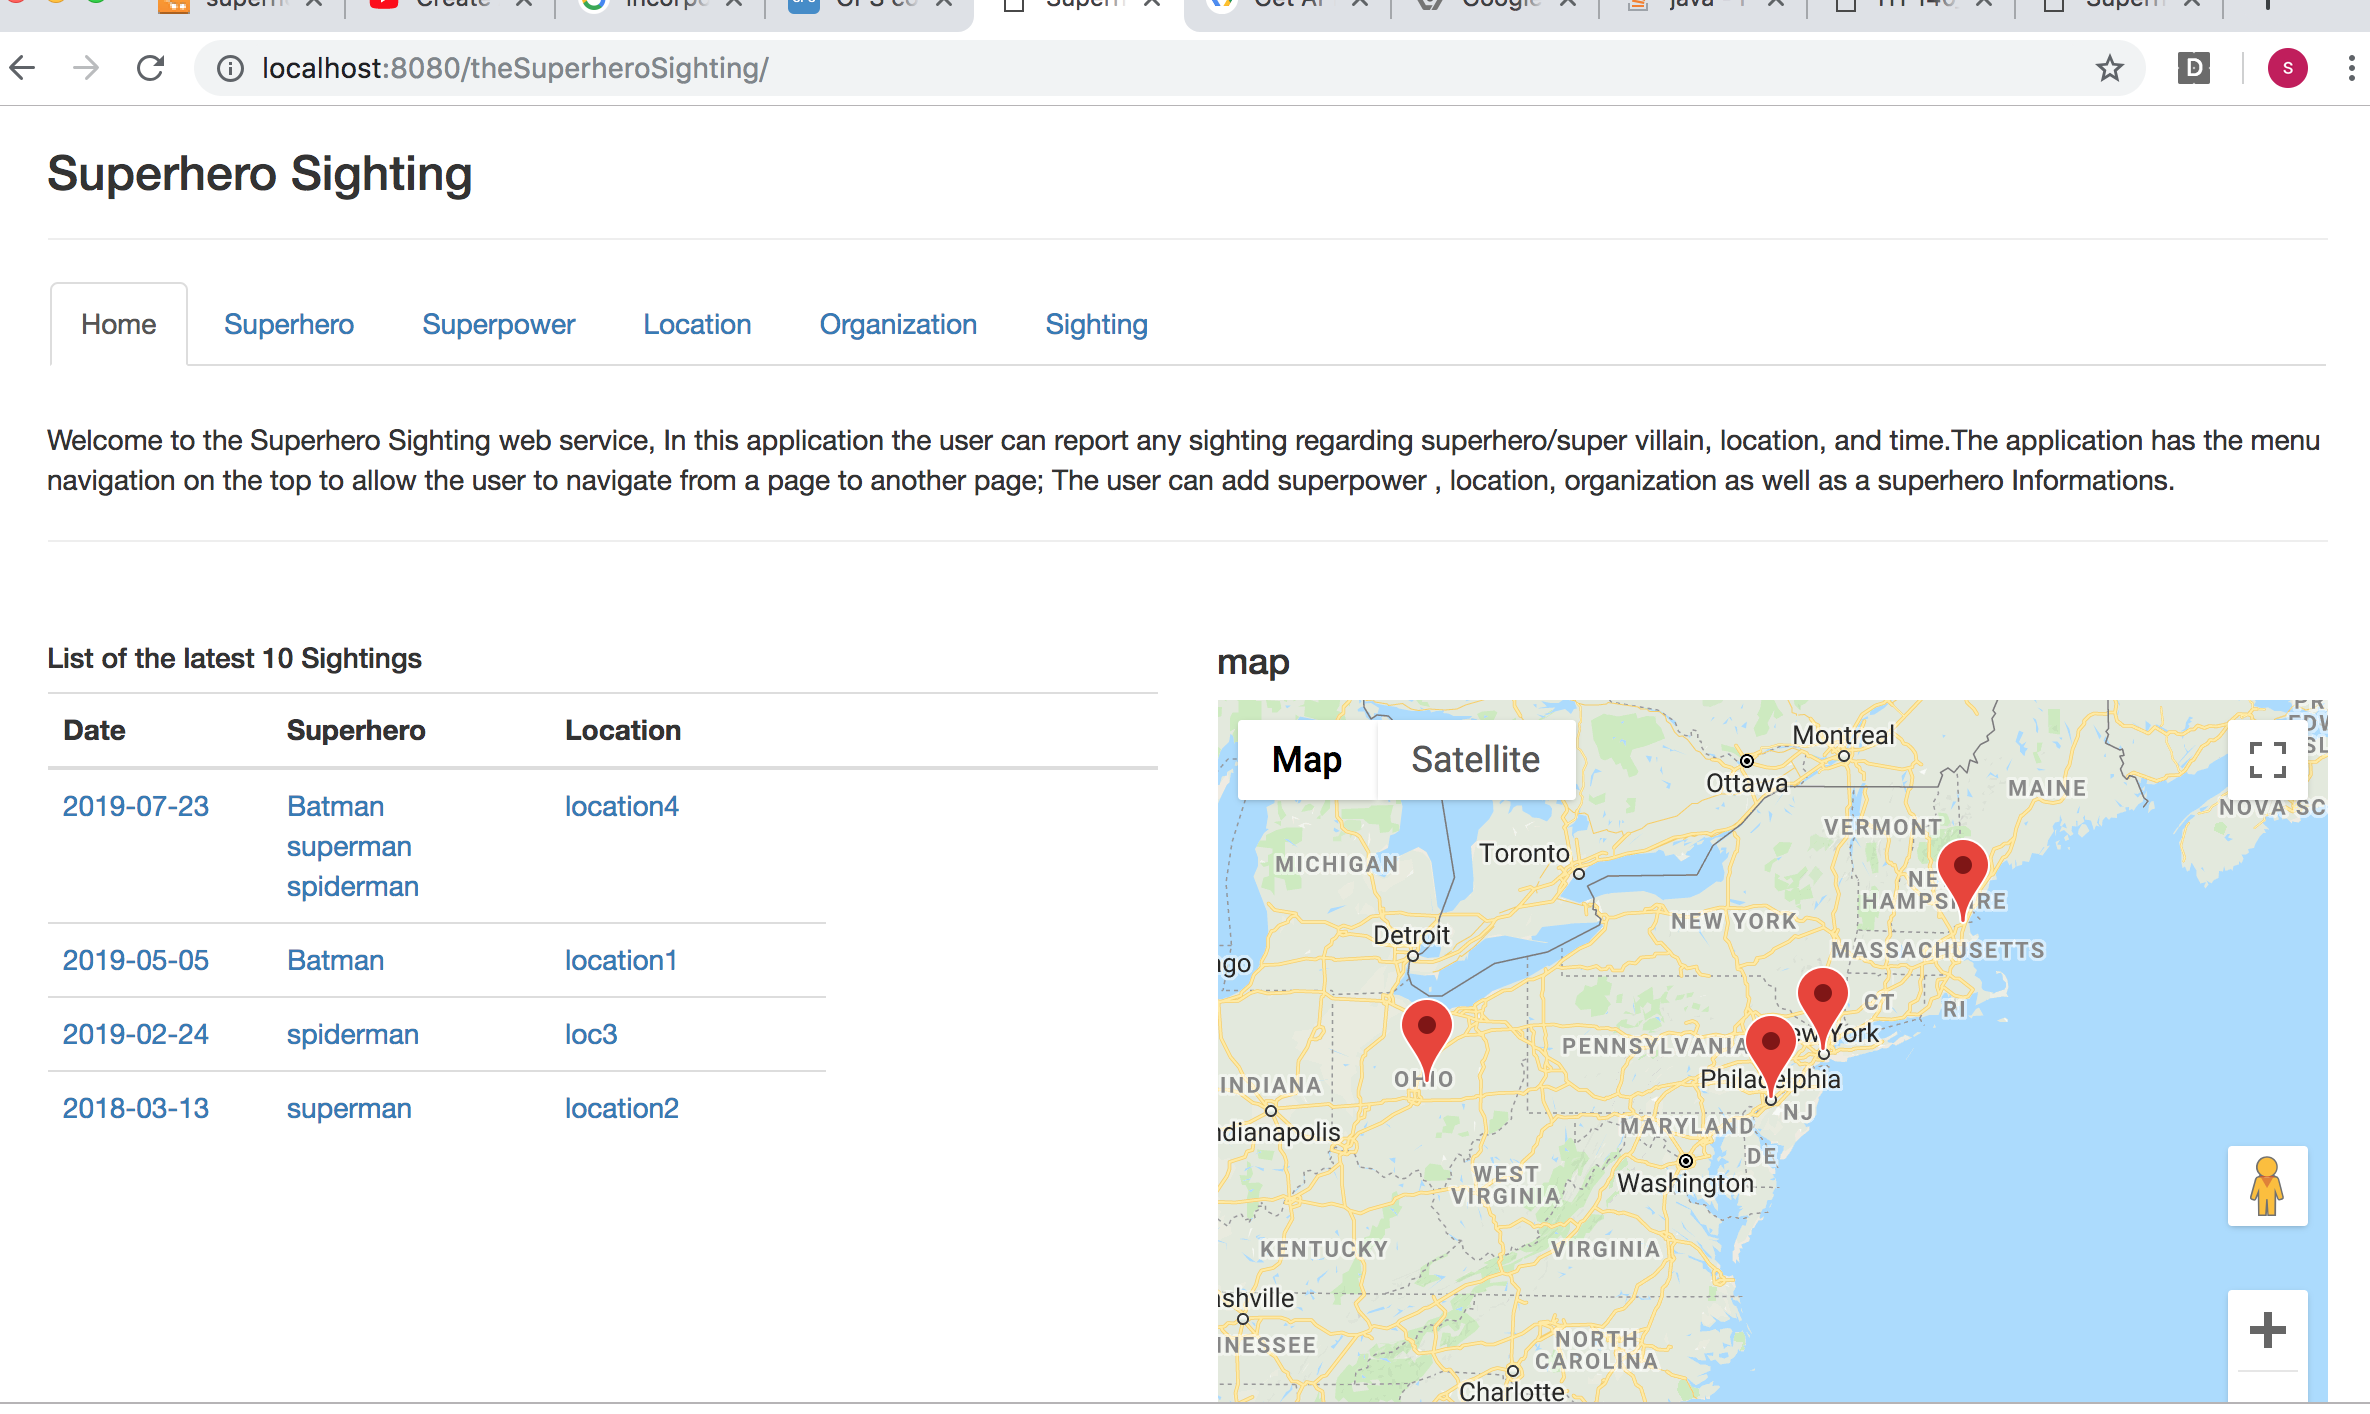 Create
localhost:8080/theSuperheroSighting/
D
S
Superhero Sighting
Home Superhero Superpower Location Organization Sighting
Welcome to the Superhero Sighting web service, In this application the user can report any sighting regarding superhero/super villain, location, and time.The application has the menu
navigation on the top to allow the user to navigate from a page to another page; The user can add superpower , location, organization as well as a superhero Informations.
List of the latest 10 Sightings
Date Superhero Location
2019-07-23 Batman location4
superman
spiderman
2019-05-05 Batman location1
2019-02-24 spiderman loc3
2018-03-13 superman location2
map
Map Satellite
Montreal
Ottawa
MAINE
NOVA SC
VERMONT
Toronto
MICHIGAN
NE
HAMPSHIRE
NEW YORK
Detroit
MASSACHUSETTS
CT
RI
New York
PENNSYLVANIA
OHIO
Philadelphia
INDIANA
NJ
MARYLAND
ndianapolis
DE
WEST
VIRGINIA
Washington
KENTUCKY
VIRGINIA
shville
NNESSEE
NORTH
CAROLINA
Charlotte